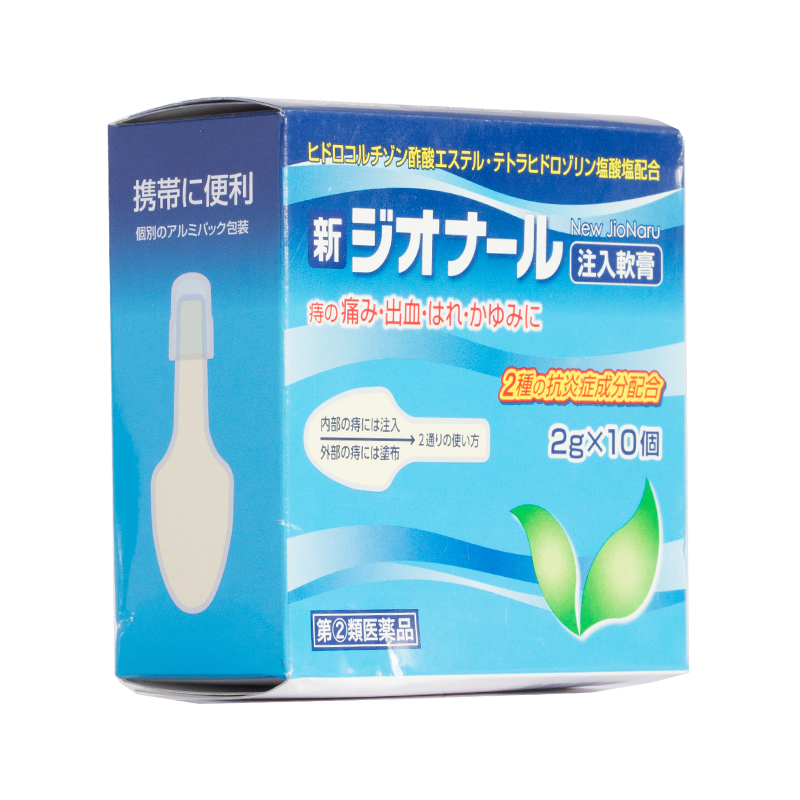 携帯に便利
個別のアルミパック包装
ヒドロコルチゾン酢酸エステル・テトラヒドロゾリン塩酸塩配合
New JioNaru
新 ジオナール 注入軟膏
痔の痛み・出血・はれ・かゆみに
2種の抗炎症成分配合
2g×10個
内部の痔には注入
外部の痔には塗布
2通りの使い方
第②類医薬品